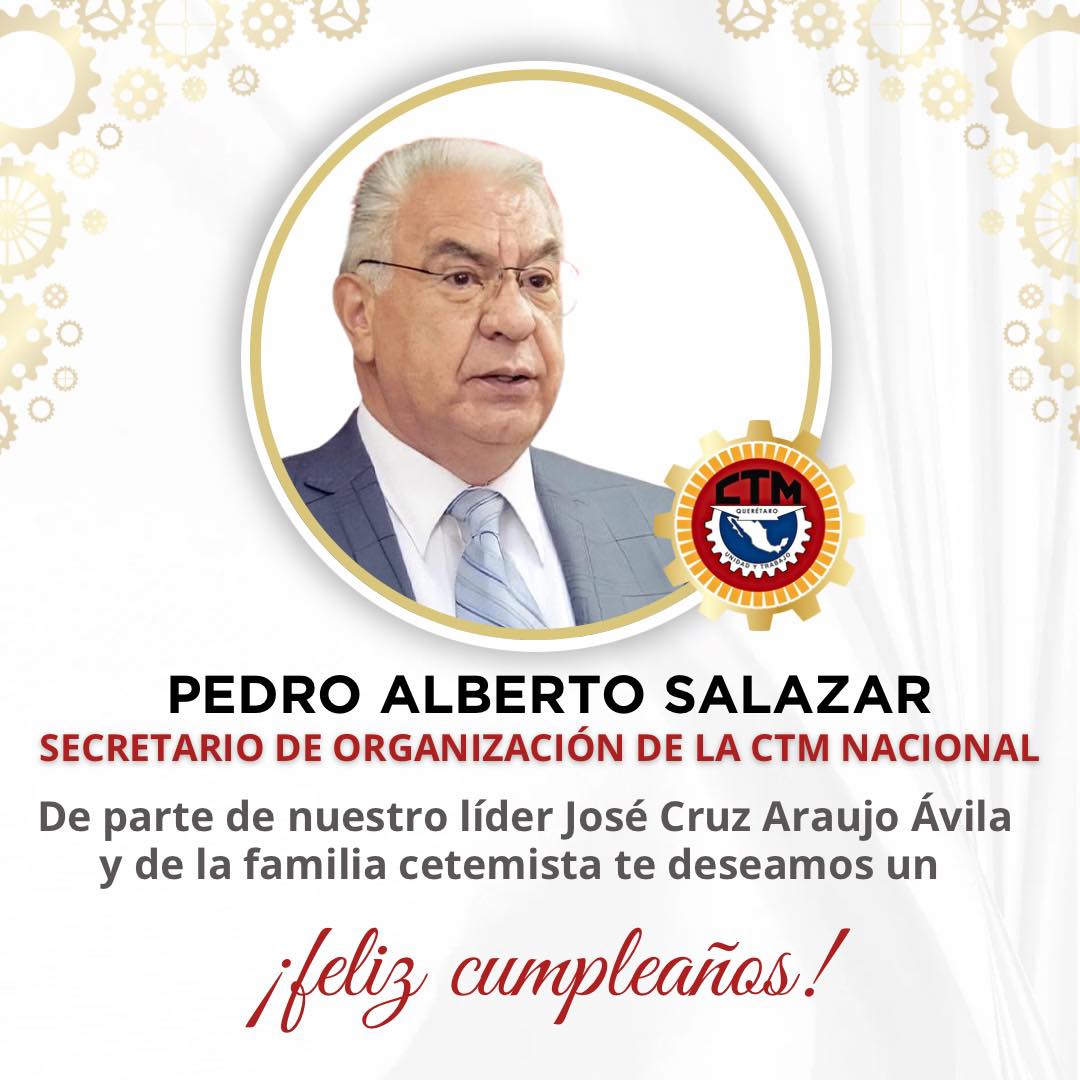 CTM
QUERÉTARO
UNIDAD Y TRABAJO
PEDRO ALBERTO SALAZAR
SECRETARIO DE ORGANIZACIÓN DE LA CTM NACIONAL
De parte de nuestro líder José Cruz Araujo Ávila
y de la familia cetemista te deseamos un
¡feliz cumpleaños!